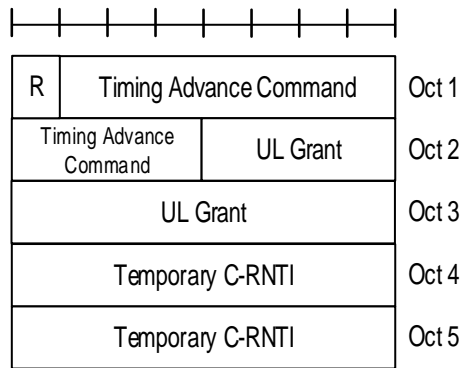 R Timing Advance Command Oct 1
Timing Advance
Command
UL Grant Oct 2
UL Grant Oct 3
Temporary C-RNTI Oct 4
Temporary C-RNTI Oct 5